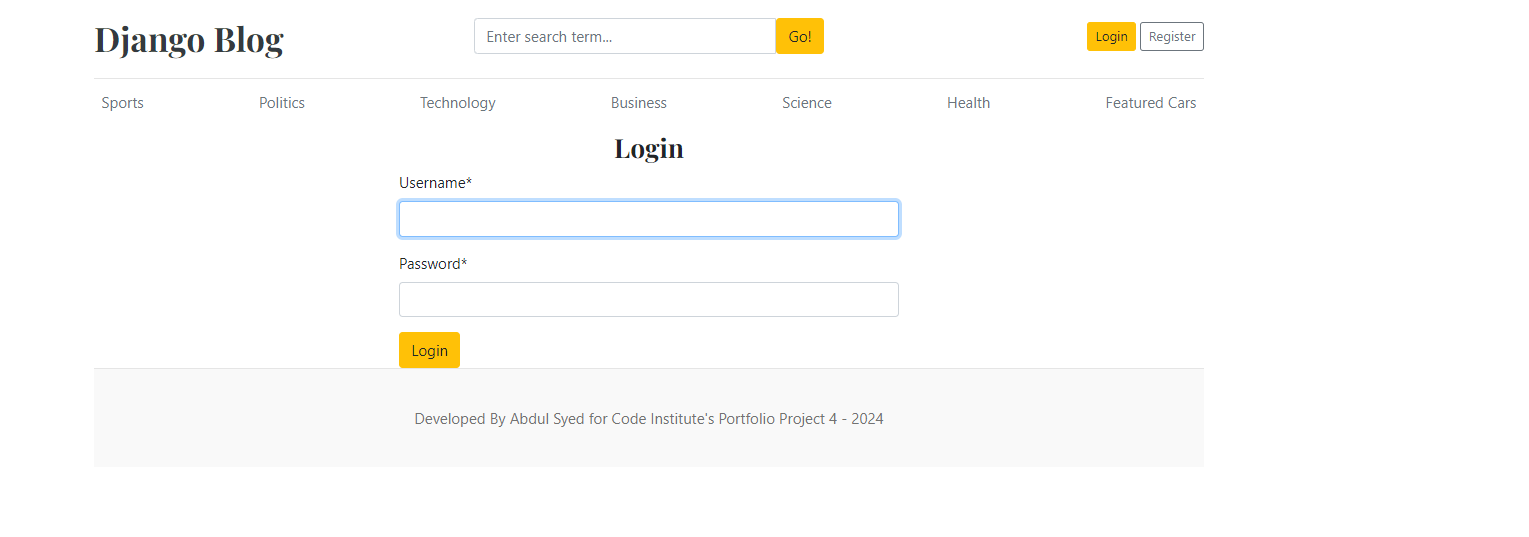 Django Blog
Enter search term...
Go!
Login
Register
Sports
Politics
Technology
Business
Science
Health
Featured Cars
Login
Username*
Password*
Login
Developed By Abdul Syed for Code Institute's Portfolio Project 4 - 2024